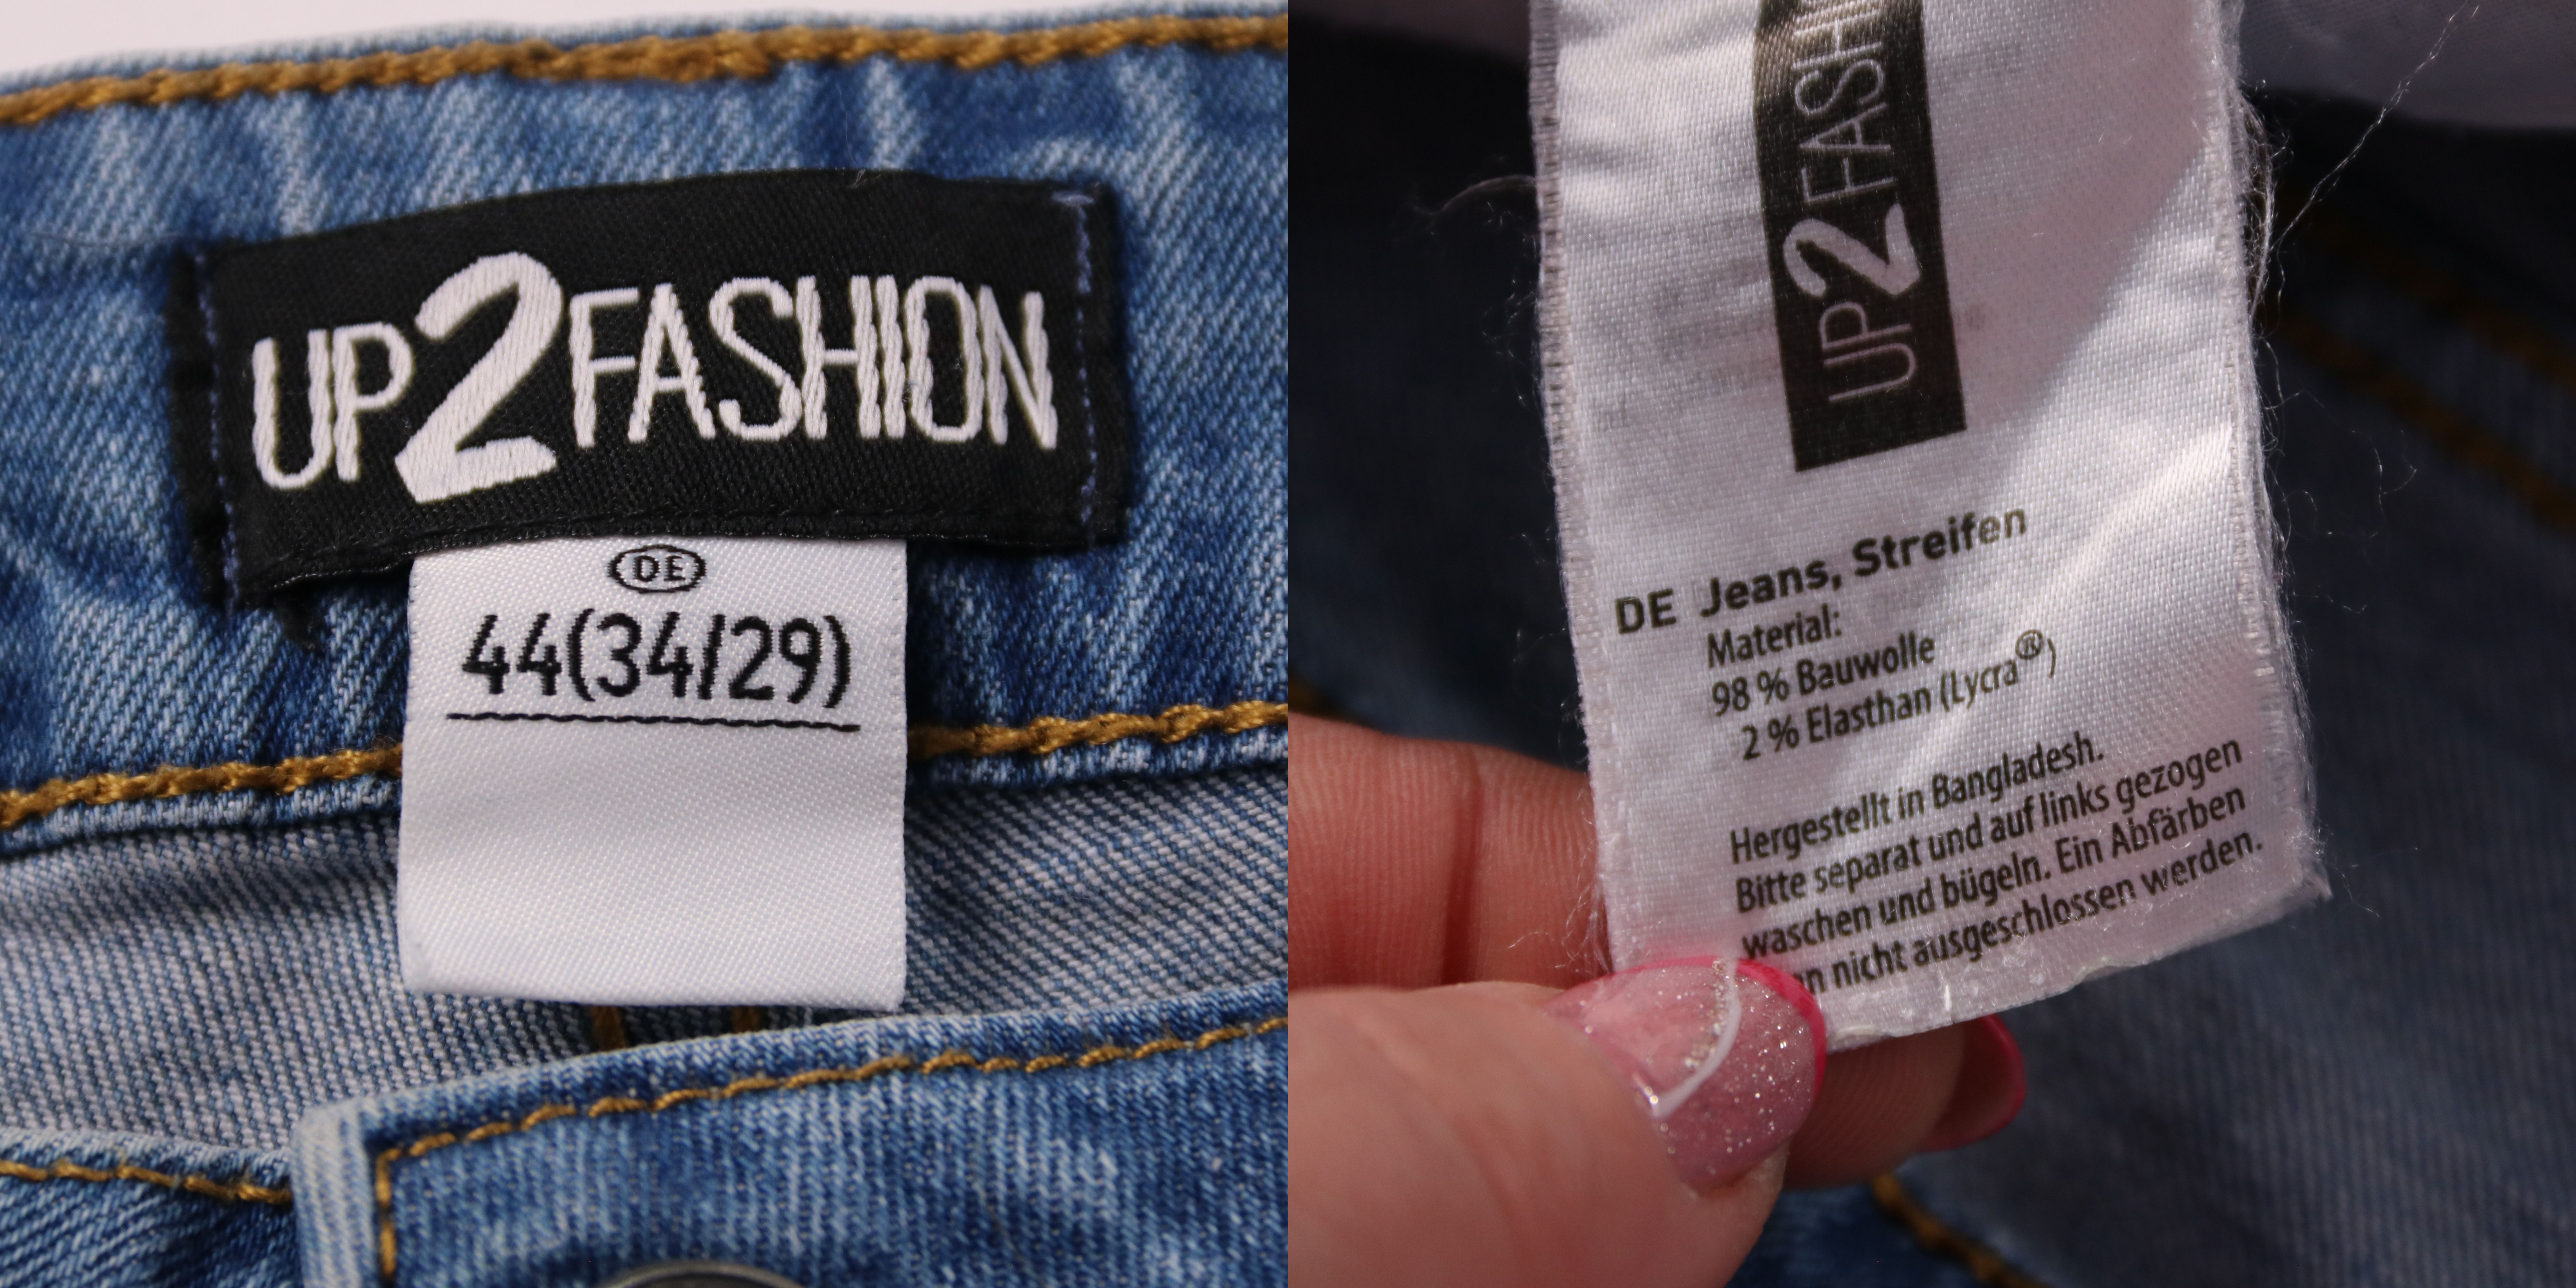 UP2FASHION
DE
44(34/29)
UP2FASHI
DE Jeans, Streifen
Material:
98 % Bauwolle
2 % Elasthan (Lycra®)
Hergestellt in Bangladesh.
Bitte separat und auf links gezogen
waschen und bügeln. Ein Abfärben
nicht ausgeschlossen werden.